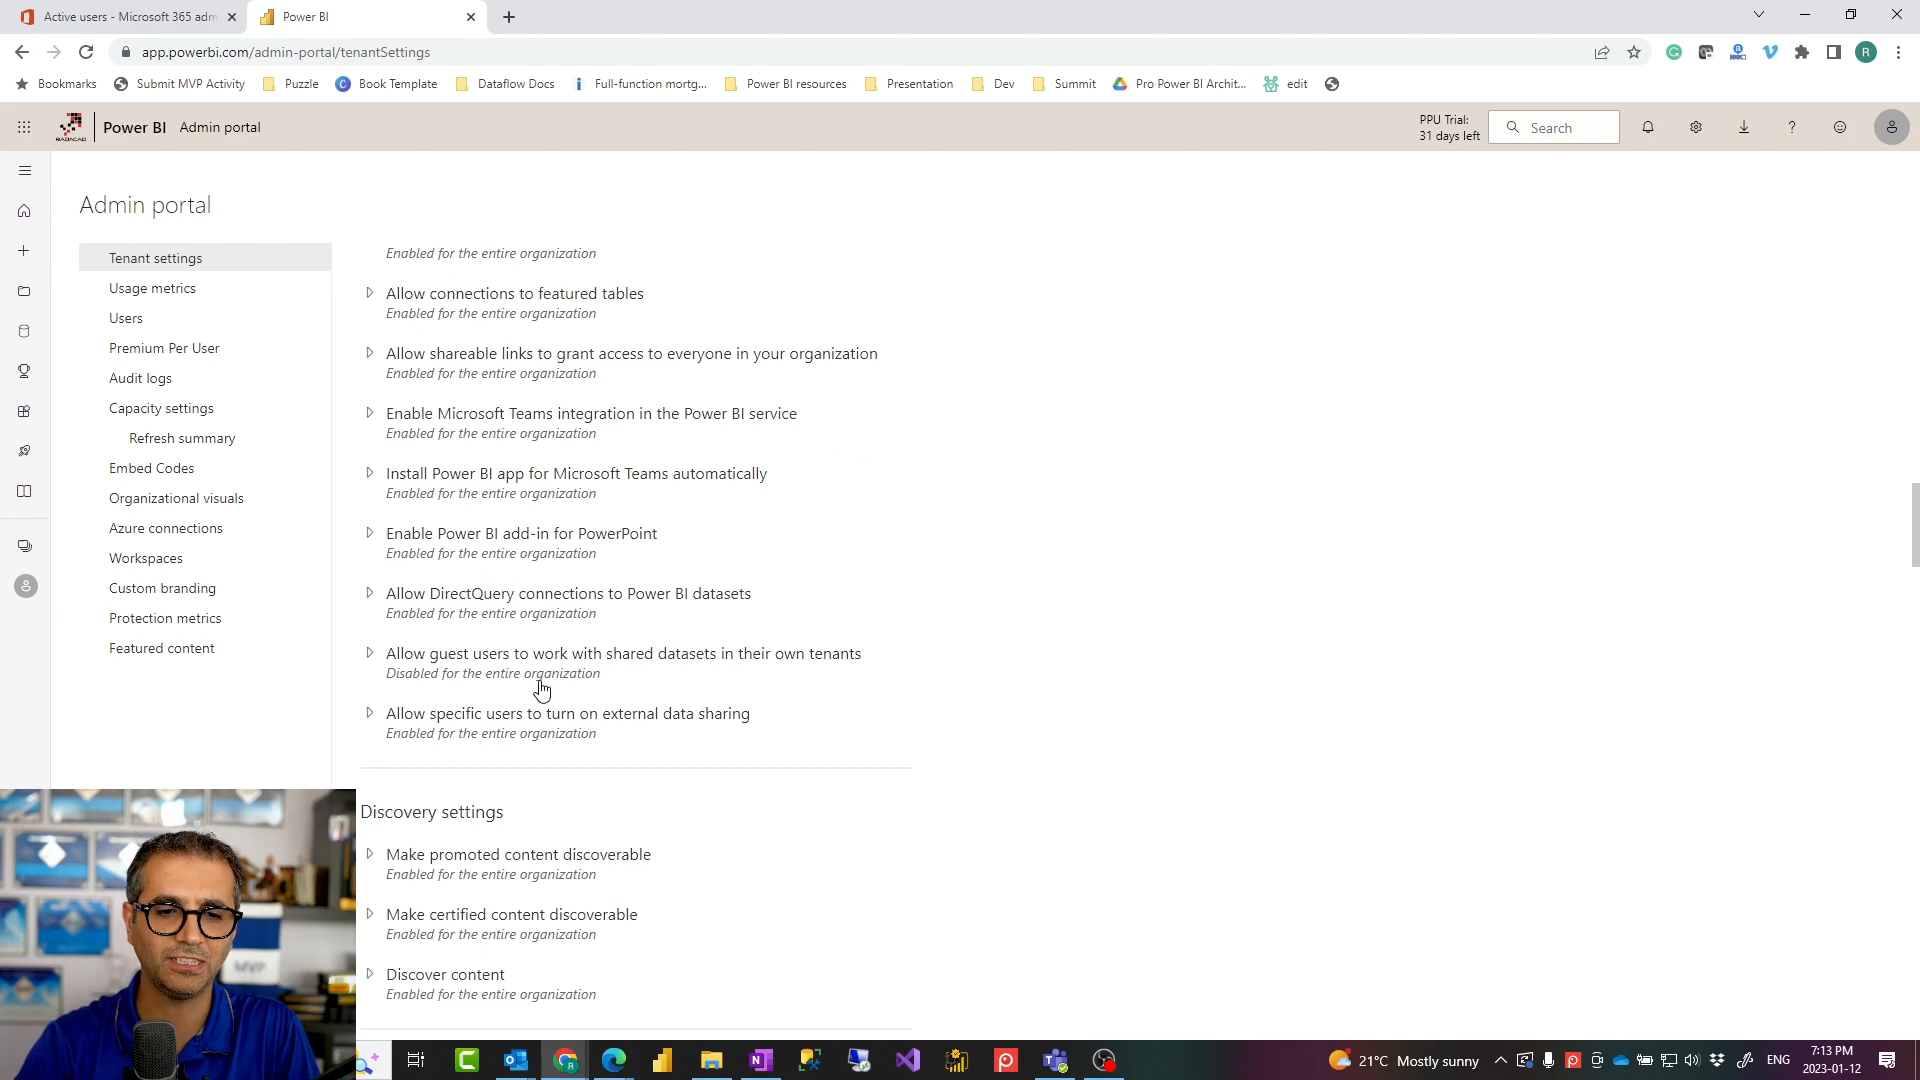 Active users - Microsoft 365 adm
Power BI
app.powerbi.com/admin-portal/tenantSettings
Bookmarks
Submit MVP Activity
Puzzle
Book Template
Dataflow Docs
Full-function mortg...
Power BI resources
Presentation
Dev
Summit
Pro Power BI Archit...
edit
RADACAD
Power BI
Admin portal
PPU Trial:
31 days left
Search
Admin portal
Tenant settings
Usage metrics
Users
Premium Per User
Audit logs
Capacity settings
Refresh summary
Embed Codes
Organizational visuals
Azure connections
Workspaces
Custom branding
Protection metrics
Featured content
Enabled for the entire organization
Allow connections to featured tables
Enabled for the entire organization
Allow shareable links to grant access to everyone in your organization
Enabled for the entire organization
Enable Microsoft Teams integration in the Power BI service
Enabled for the entire organization
Install Power BI app for Microsoft Teams automatically
Enabled for the entire organization
Enable Power BI add-in for PowerPoint
Enabled for the entire organization
Allow DirectQuery connections to Power BI datasets
Enabled for the entire organization
Allow guest users to work with shared datasets in their own tenants
Disabled for the entire organization
Allow specific users to turn on external data sharing
Enabled for the entire organization
Discovery settings
Make promoted content discoverable
Enabled for the entire organization
Make certified content discoverable
Enabled for the entire organization
Discover content
Enabled for the entire organization
MVP
21°C Mostly sunny
ENG
7:13 PM
2023-01-12